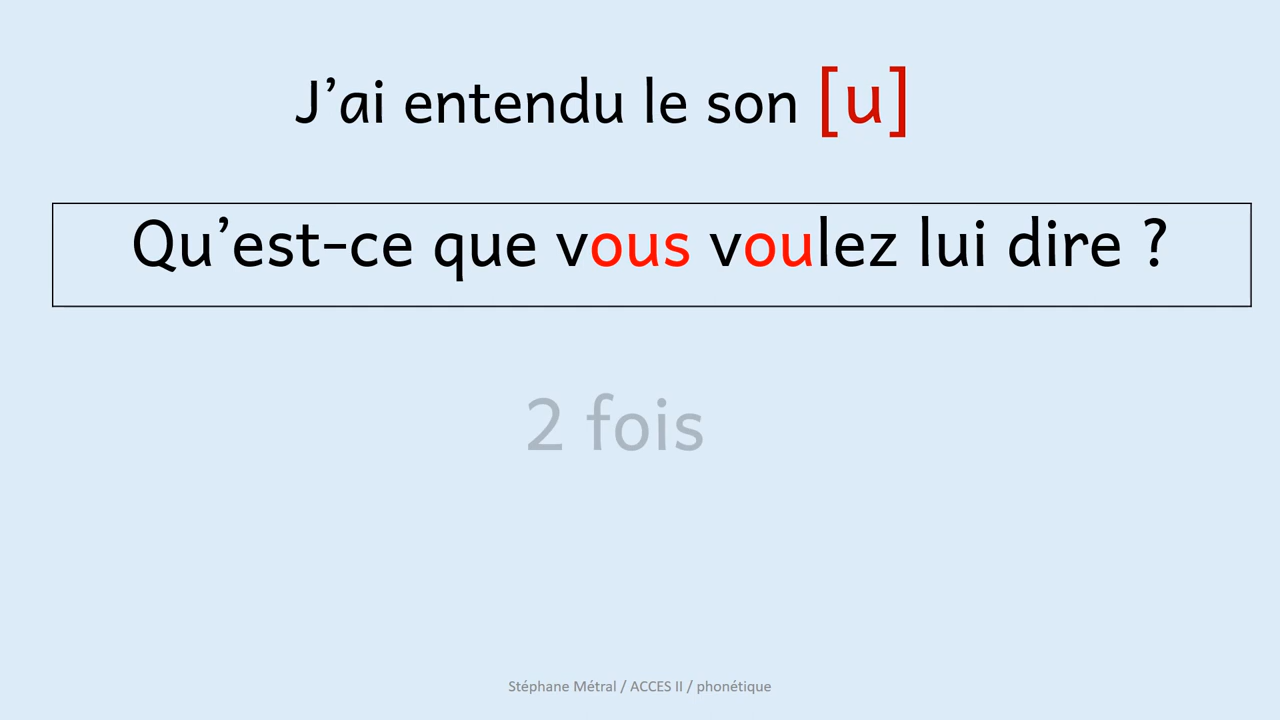 J’ai entendu le son [u]
Qu’est-ce que vous voulez lui dire ?
2 fois
Stéphane Métral / ACCES II / phonétique